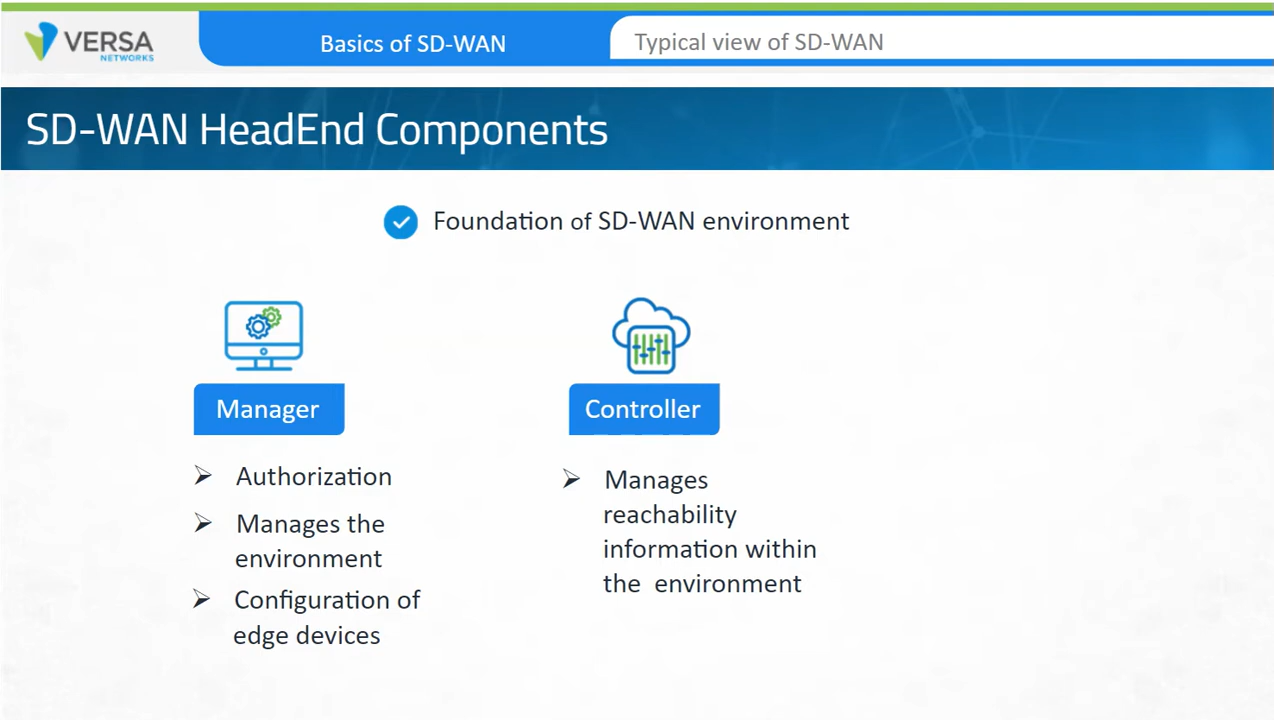 VERSA
NETWORKS
Basics of SD-WAN
Typical view of SD-WAN
SD-WAN HeadEnd Components
Foundation of SD-WAN environment
Manager
Authorization
Manages the
environment
Configuration of
edge devices
Controller
Manages
reachability
information within
the environment